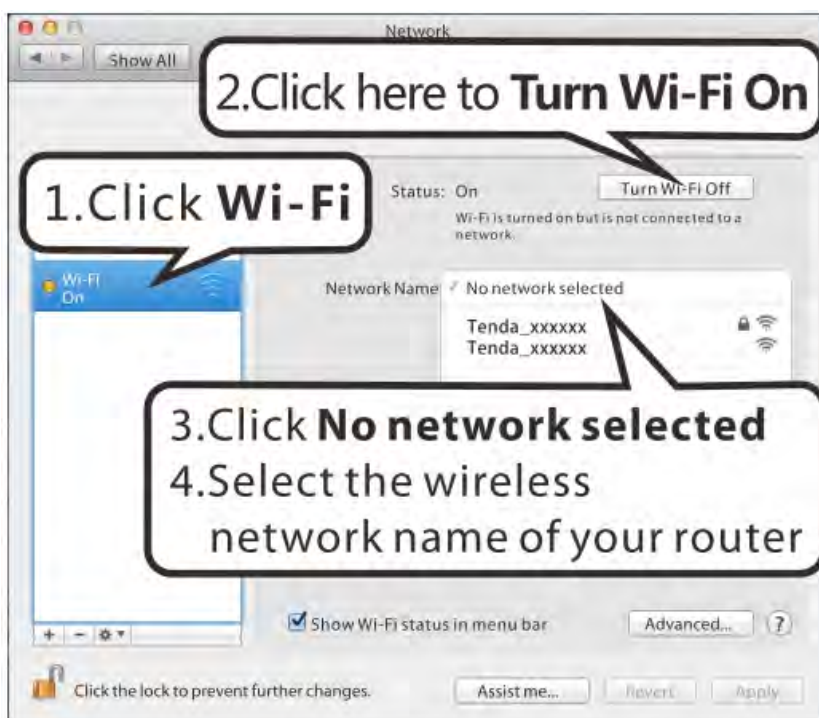 Network
Show All
2.Click here to Turn Wi-Fi On
1.Click Wi-Fi
Status: On
Turn Wi-Fi Off
Wi-Fi is turned on but is not connected to a
network.
Wi-Fi
On
Network Name
✓ No network selected
Tenda_xxxxxx
Tenda_xxxxxx
3.Click No network selected
4.Select the wireless
network name of your router
+ -
Show Wi-Fi status in menu bar
Advanced...
?
Click the lock to prevent further changes.
Assist me...
Revert
Apply